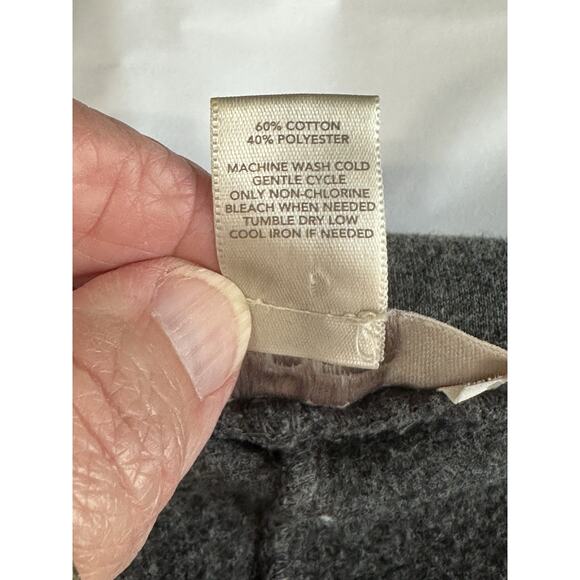 60% COTTON
40% POLYESTER
MACHINE WASH COLD
GENTLE CYCLE
ONLY NON-CHLORINE
BLEACH WHEN NEEDED
TUMBLE DRY LOW
COOL IRON IF NEEDED